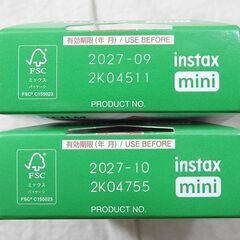 有効期限(年 月) / USE BEFORE
2027-09
2K04511
instax
mini
FSC
ミックス
パッケージ
FSC® C155023
PRODUCT NO.
有効期限(年 月) / USE BEFORE
2027-10
2K04755
instax
mini
FSC
ミックス
パッケージ
FSC® C155023
PRODUCT NO.